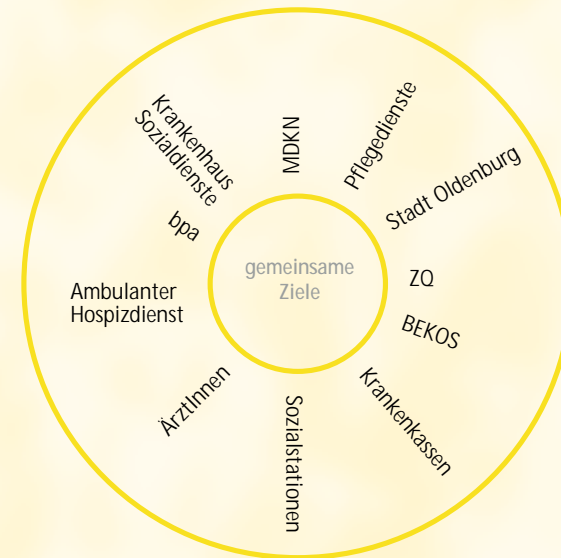 Krankenhaus
Sozialdienste
MDKN
Pflegedienste
Stadt Oldenburg
bpa
gemeinsame
Ziele
ZQ
Ambulanter
Hospizdienst
BEKOS
ÄrztInnen
Sozialstationen
Krankenkassen